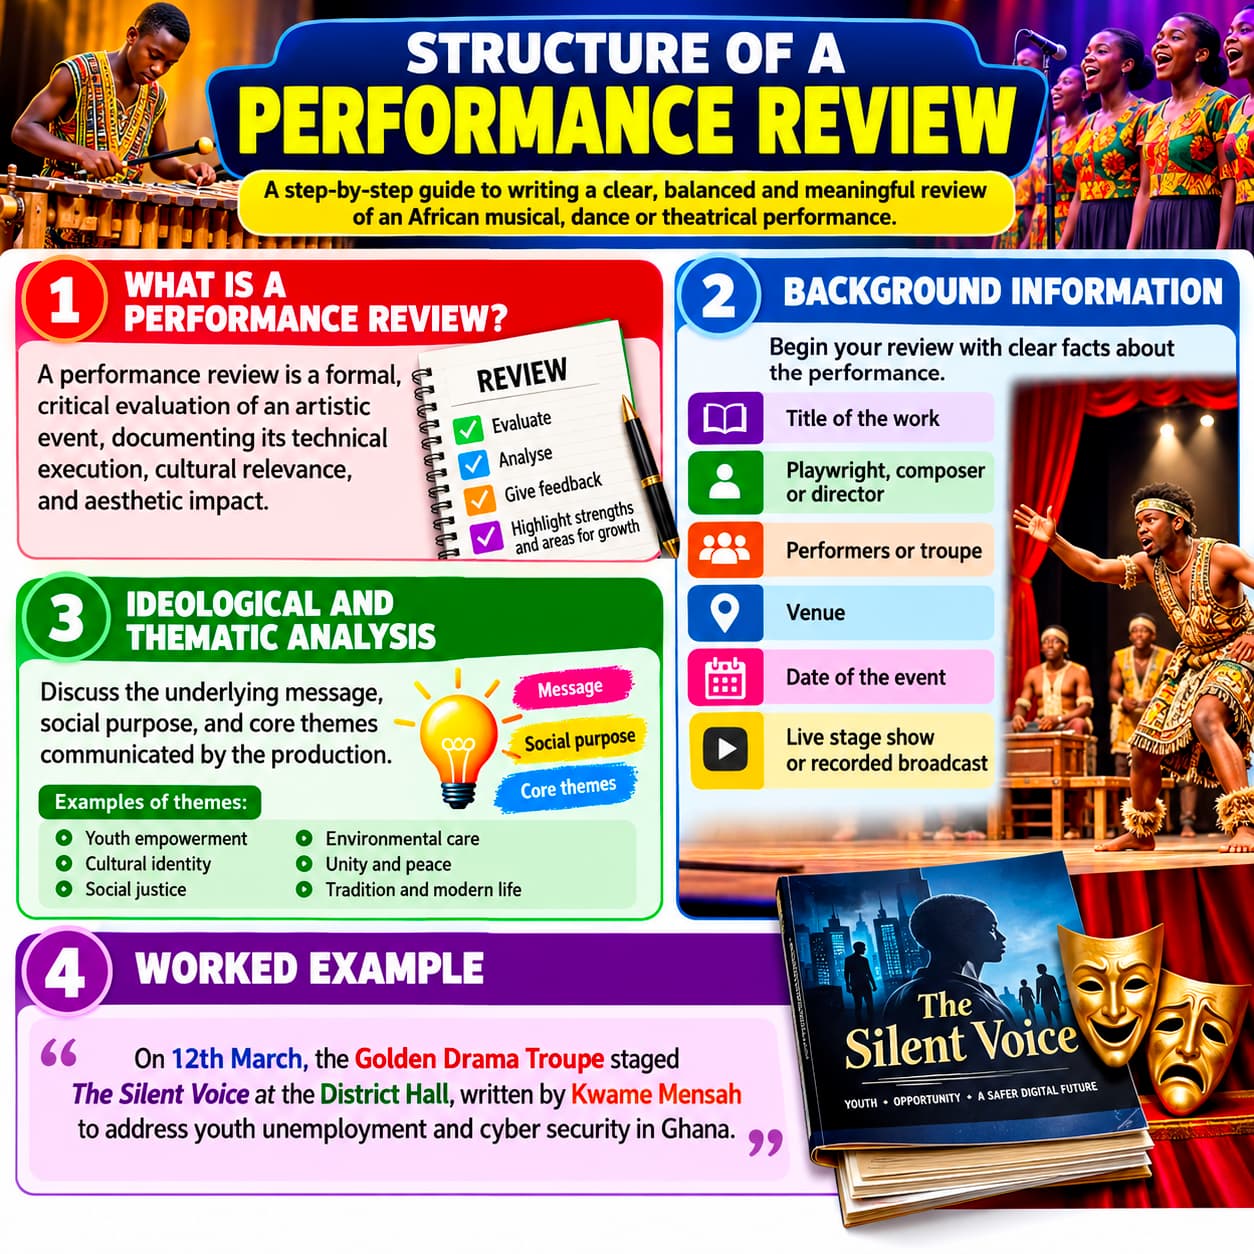 STRUCTURE OF A
PERFORMANCE REVIEW
A step-by-step guide to writing a clear, balanced and meaningful review
of an African musical, dance or theatrical performance.
1
WHAT IS A
PERFORMANCE REVIEW?
A performance review is a formal,
critical evaluation of an artistic
event, documenting its technical
execution, cultural relevance,
and aesthetic impact.
REVIEW
Evaluate
Analyse
Give feedback
Highlight strengths
and areas for growth
2
BACKGROUND INFORMATION
Begin your review with clear facts about
the performance.
Title of the work
Playwright, composer
or director
Performers or troupe
Venue
Date of the event
Live stage show
or recorded broadcast
3
IDEOLOGICAL AND
THEMATIC ANALYSIS
Discuss the underlying message,
social purpose, and core themes
communicated by the production.
Message
Social purpose
Core themes
Examples of themes:
Youth empowerment
Cultural identity
Social justice
Environmental care
Unity and peace
Tradition and modern life
4
WORKED EXAMPLE
“ On 12th March, the Golden Drama Troupe staged
The Silent Voice at the District Hall, written by Kwame Mensah
to address youth unemployment and cyber security in Ghana. ”
The
Silent Voice
YOUTH • OPPORTUNITY • A SAFER DIGITAL FUTURE